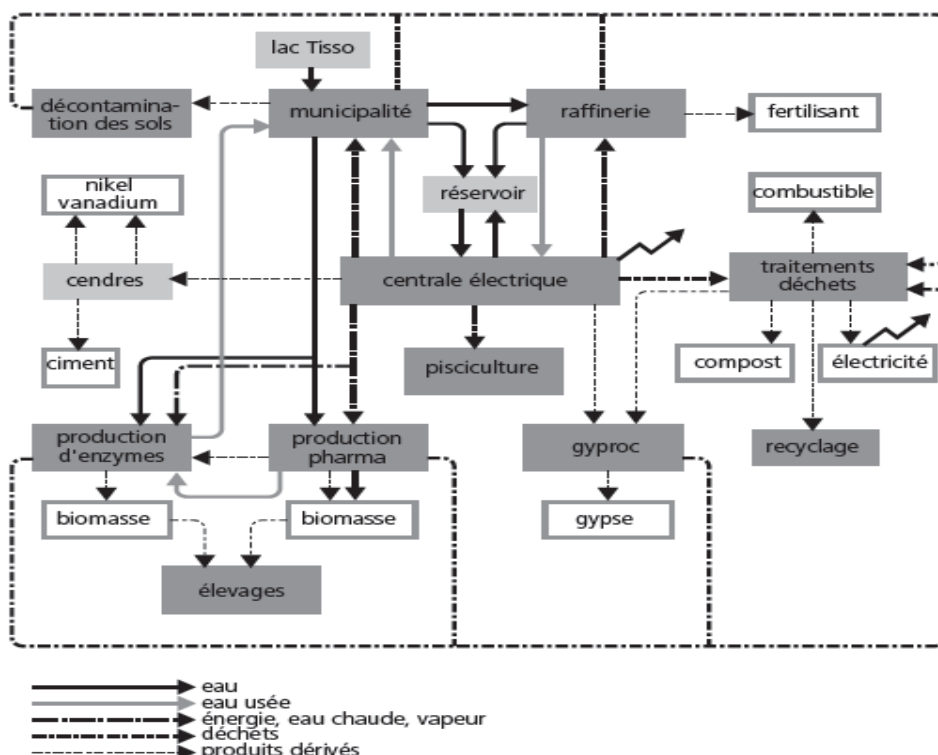 lac Tisso
décontamina-
tion des sols
municipalité
raffinerie
fertilisant
nikel
vanadium
réservoir
combustible
cendres
centrale électrique
traitements
déchets
ciment
pisciculture
compost
électricité
production
d'enzymes
production
pharma
gyproc
recyclage
biomasse
biomasse
gypse
élevages
eau
eau usée
énergie, eau chaude, vapeur
déchets
produits dérivés